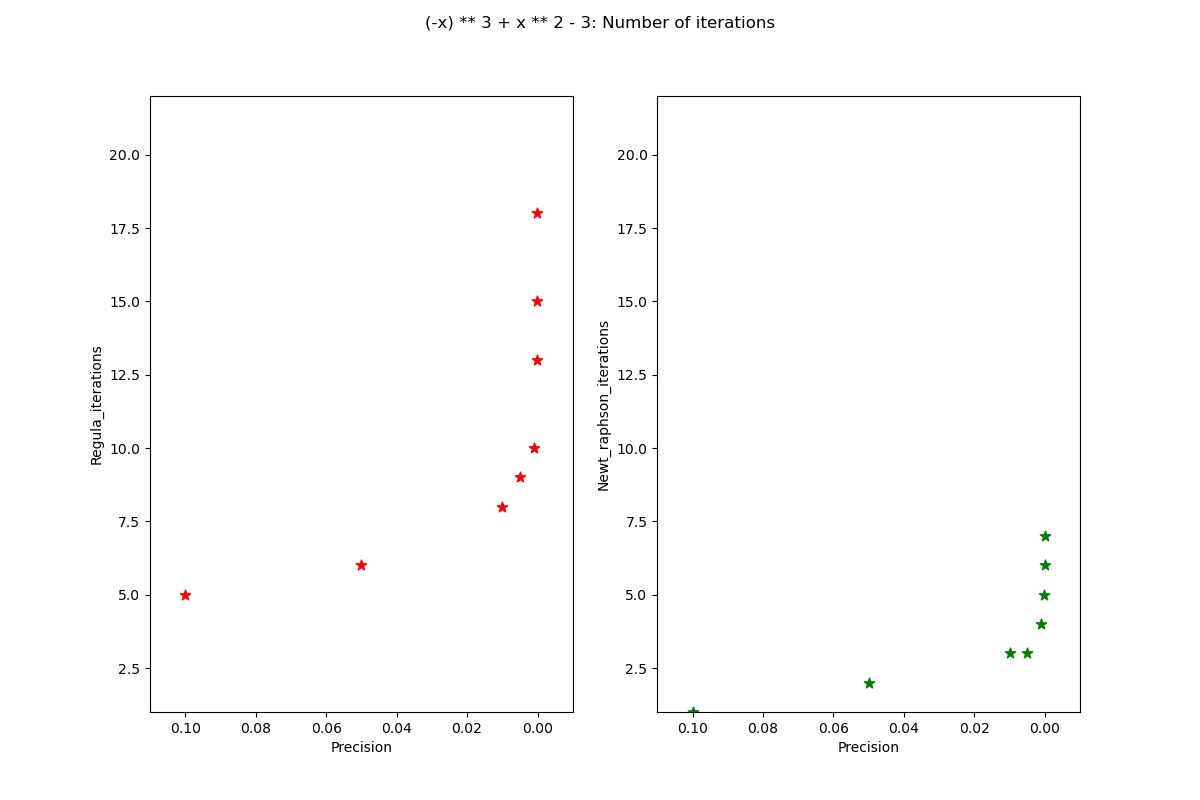 (-x) ** 3 + x ** 2 - 3: Number of iterations
Regula_iterations
20.0
17.5
15.0
12.5
10.0
7.5
5.0
2.5
0.10 0.08 0.06 0.04 0.02 0.00
Precision
Newt_raphson_iterations
20.0
17.5
15.0
12.5
10.0
7.5
5.0
2.5
0.10 0.08 0.06 0.04 0.02 0.00
Precision